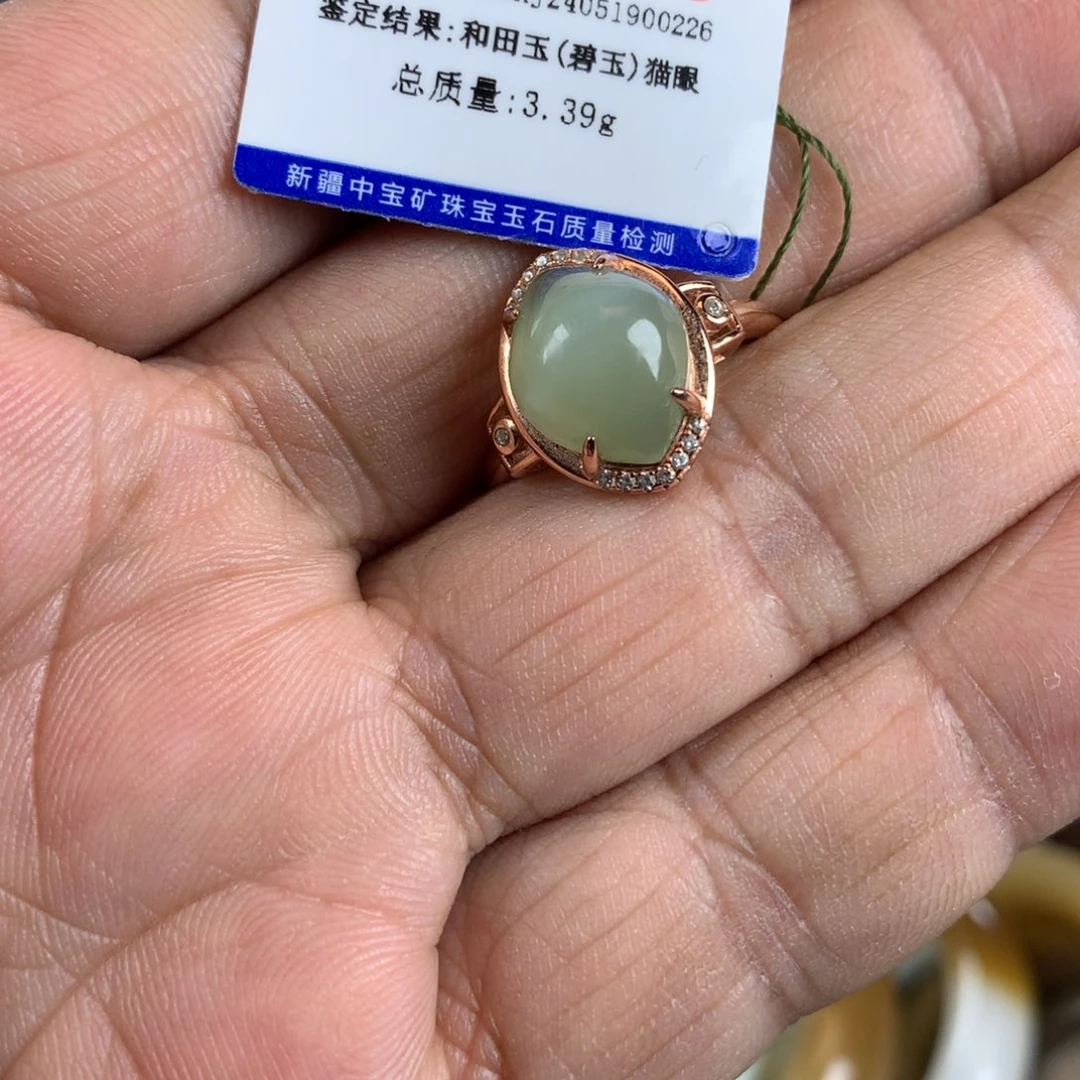 24051900226
鉴定结果:和田玉(碧玉)猫眼
总质量:3.39g
新疆中宝矿珠宝玉石质量检测